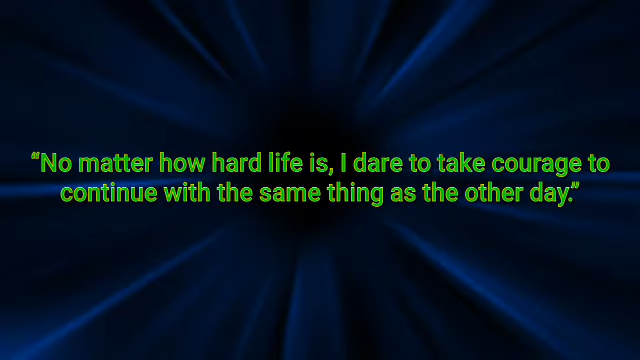 “No matter how hard life is, I dare to take courage to
continue with the same thing as the other day.”